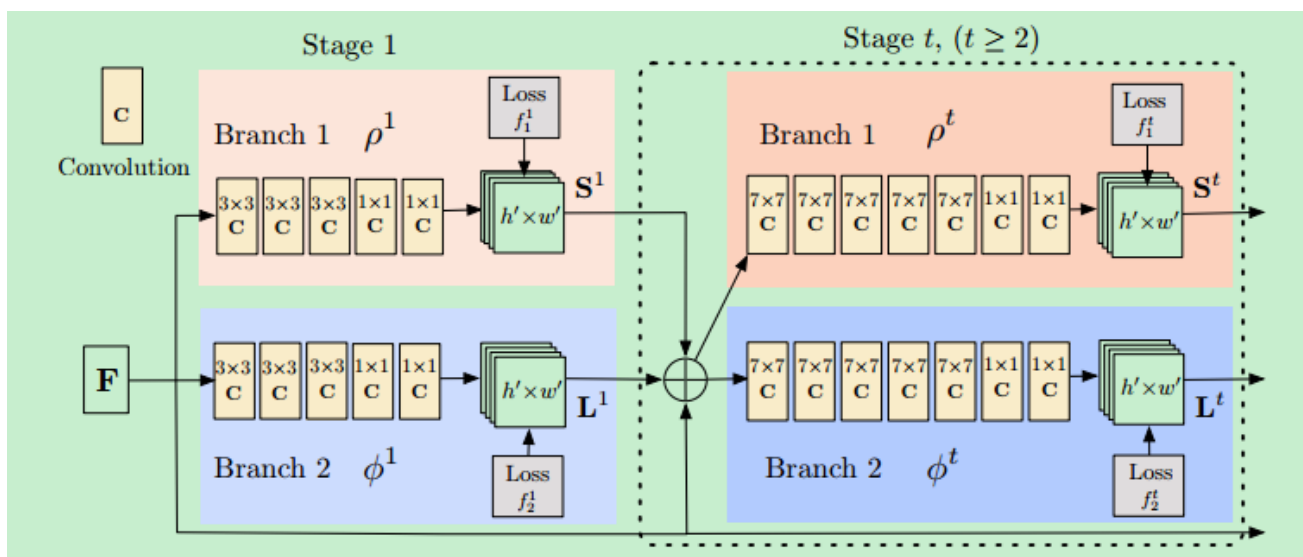 Stage 1
Stage t, (t ≥ 2)
C
Convolution
Branch 1 ρ¹
Loss
f₁¹
3×3 3×3 3×3 1×1 1×1
C C C C C
h′×w′
S¹
Branch 1 ρᵗ
Loss
f₁ᵗ
7×7 7×7 7×7 7×7 7×7 1×1 1×1
C C C C C C C
h′×w′
Sᵗ
F
3×3 3×3 3×3 1×1 1×1
C C C C C
h′×w′
L¹
Branch 2 ϕ¹
Loss
f₂¹
7×7 7×7 7×7 7×7 7×7 1×1 1×1
C C C C C C C
h′×w′
Lᵗ
Branch 2 ϕᵗ
Loss
f₂ᵗ